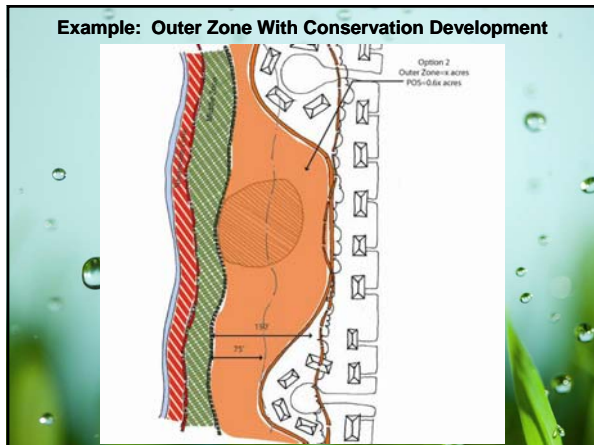 Example: Outer Zone With Conservation Development
Option 2
Outer Zone=x acres
POS=0.6x acres
150'
75'